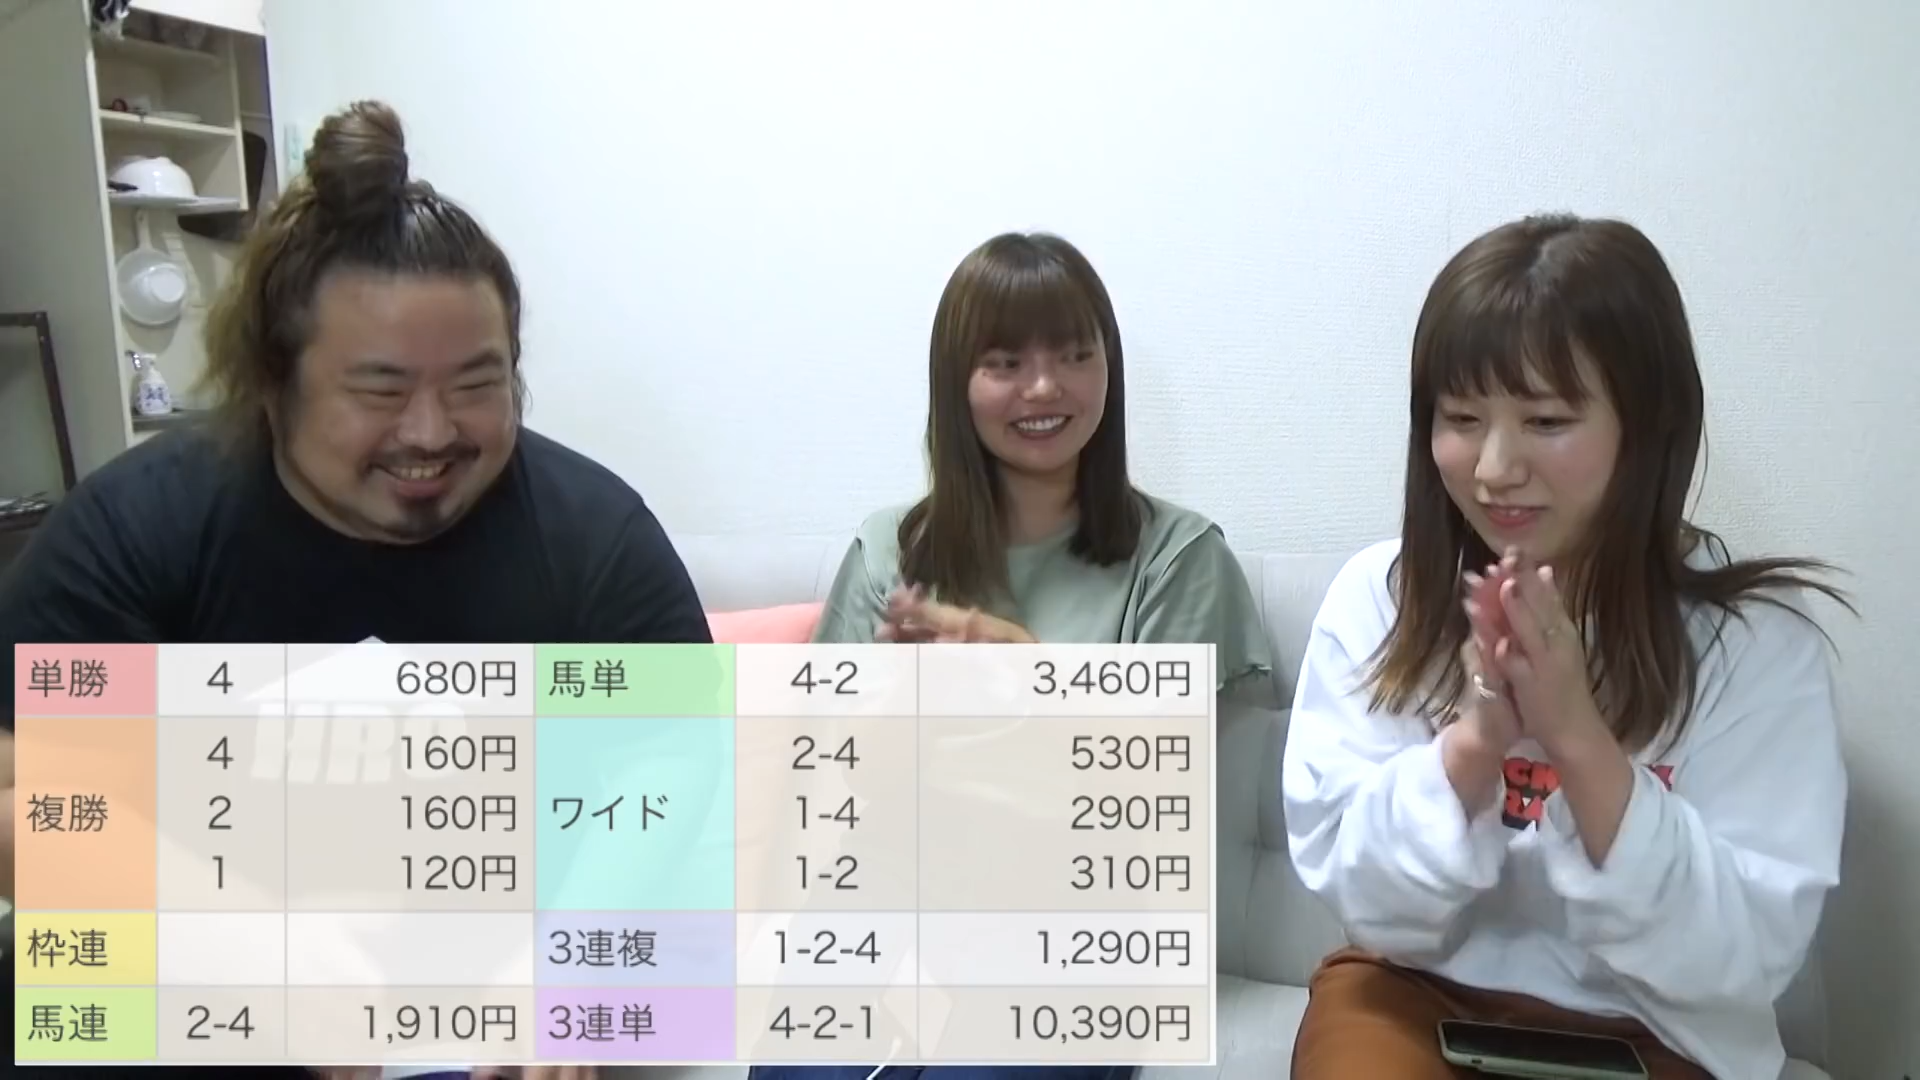 単勝 4 680円 馬単 4-2 3,460円
複勝 4 160円 ワイド 2-4 530円
2 160円 1-4 290円
1 120円 1-2 310円
枠連 3連複 1-2-4 1,290円
馬連 2-4 1,910円 3連単 4-2-1 10,390円
HRC